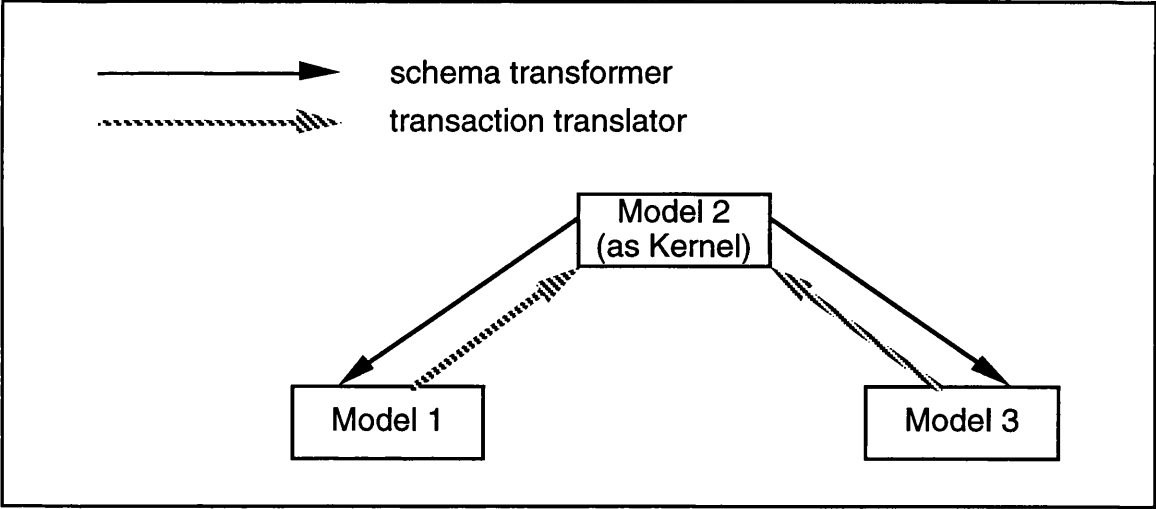 schema transformer
transaction translator
Model 2
(as Kernel)
Model 1
Model 3